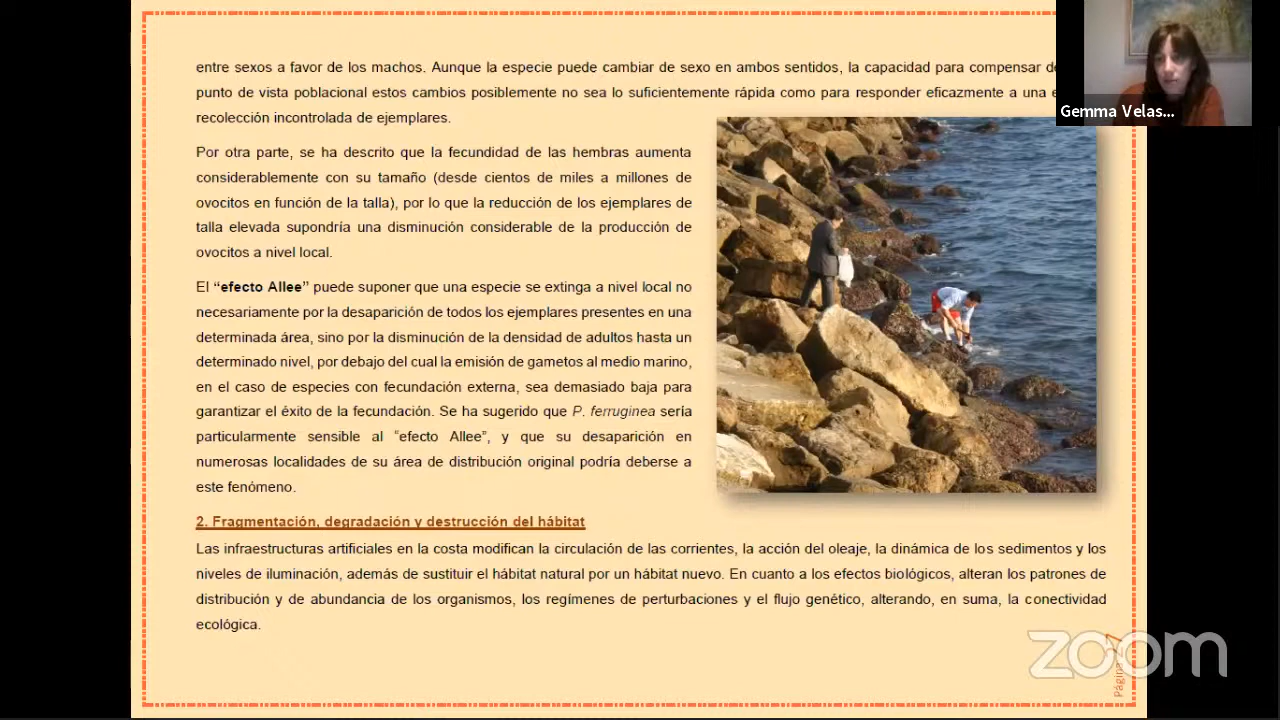 entre sexos a favor de los machos. Aunque la especie puede cambiar de sexo en ambos sentidos, la capacidad para compensar
punto de vista poblacional estos cambios posiblemente no sea lo suficientemente rápida como para responder eficazmente a una
recolección incontrolada de ejemplares.
Gemma Velas...
Por otra parte, se ha descrito que la fecundidad de las hembras aumenta
considerablemente con su tamaño (desde cientos de miles a millones de
ovocitos en función de la talla), por lo que la reducción de los ejemplares de
talla elevada supondría una disminución considerable de la producción de
ovocitos a nivel local.
El “efecto Allee” puede suponer que una especie se extinga a nivel local no
necesariamente por la desaparición de todos los ejemplares presentes en una
determinada área, sino por la disminución de la densidad de adultos hasta un
determinado nivel, por debajo del cual la emisión de gametos al medio marino,
en el caso de especies con fecundación externa, sea demasiado baja para
garantizar el éxito de la fecundación. Se ha sugerido que P. ferruginea sería
particularmente sensible al “efecto Allee”, y que su desaparición en
numerosas localidades de su área de distribución original podría deberse a
este fenómeno.
2. Fragmentación, degradación y destrucción del hábitat
Las infraestructuras artificiales en la costa modifican la circulación de las corrientes, la acción del oleaje, la dinámica de los sedimentos y los
niveles de iluminación, además de sustituir el hábitat natural por un hábitat nuevo. En cuanto a los efectos biológicos, alteran los patrones de
distribución y de abundancia de los organismos, los regímenes de perturbaciones y el flujo genético, alterando, en suma, la conectividad
ecológica.
Página
zoom